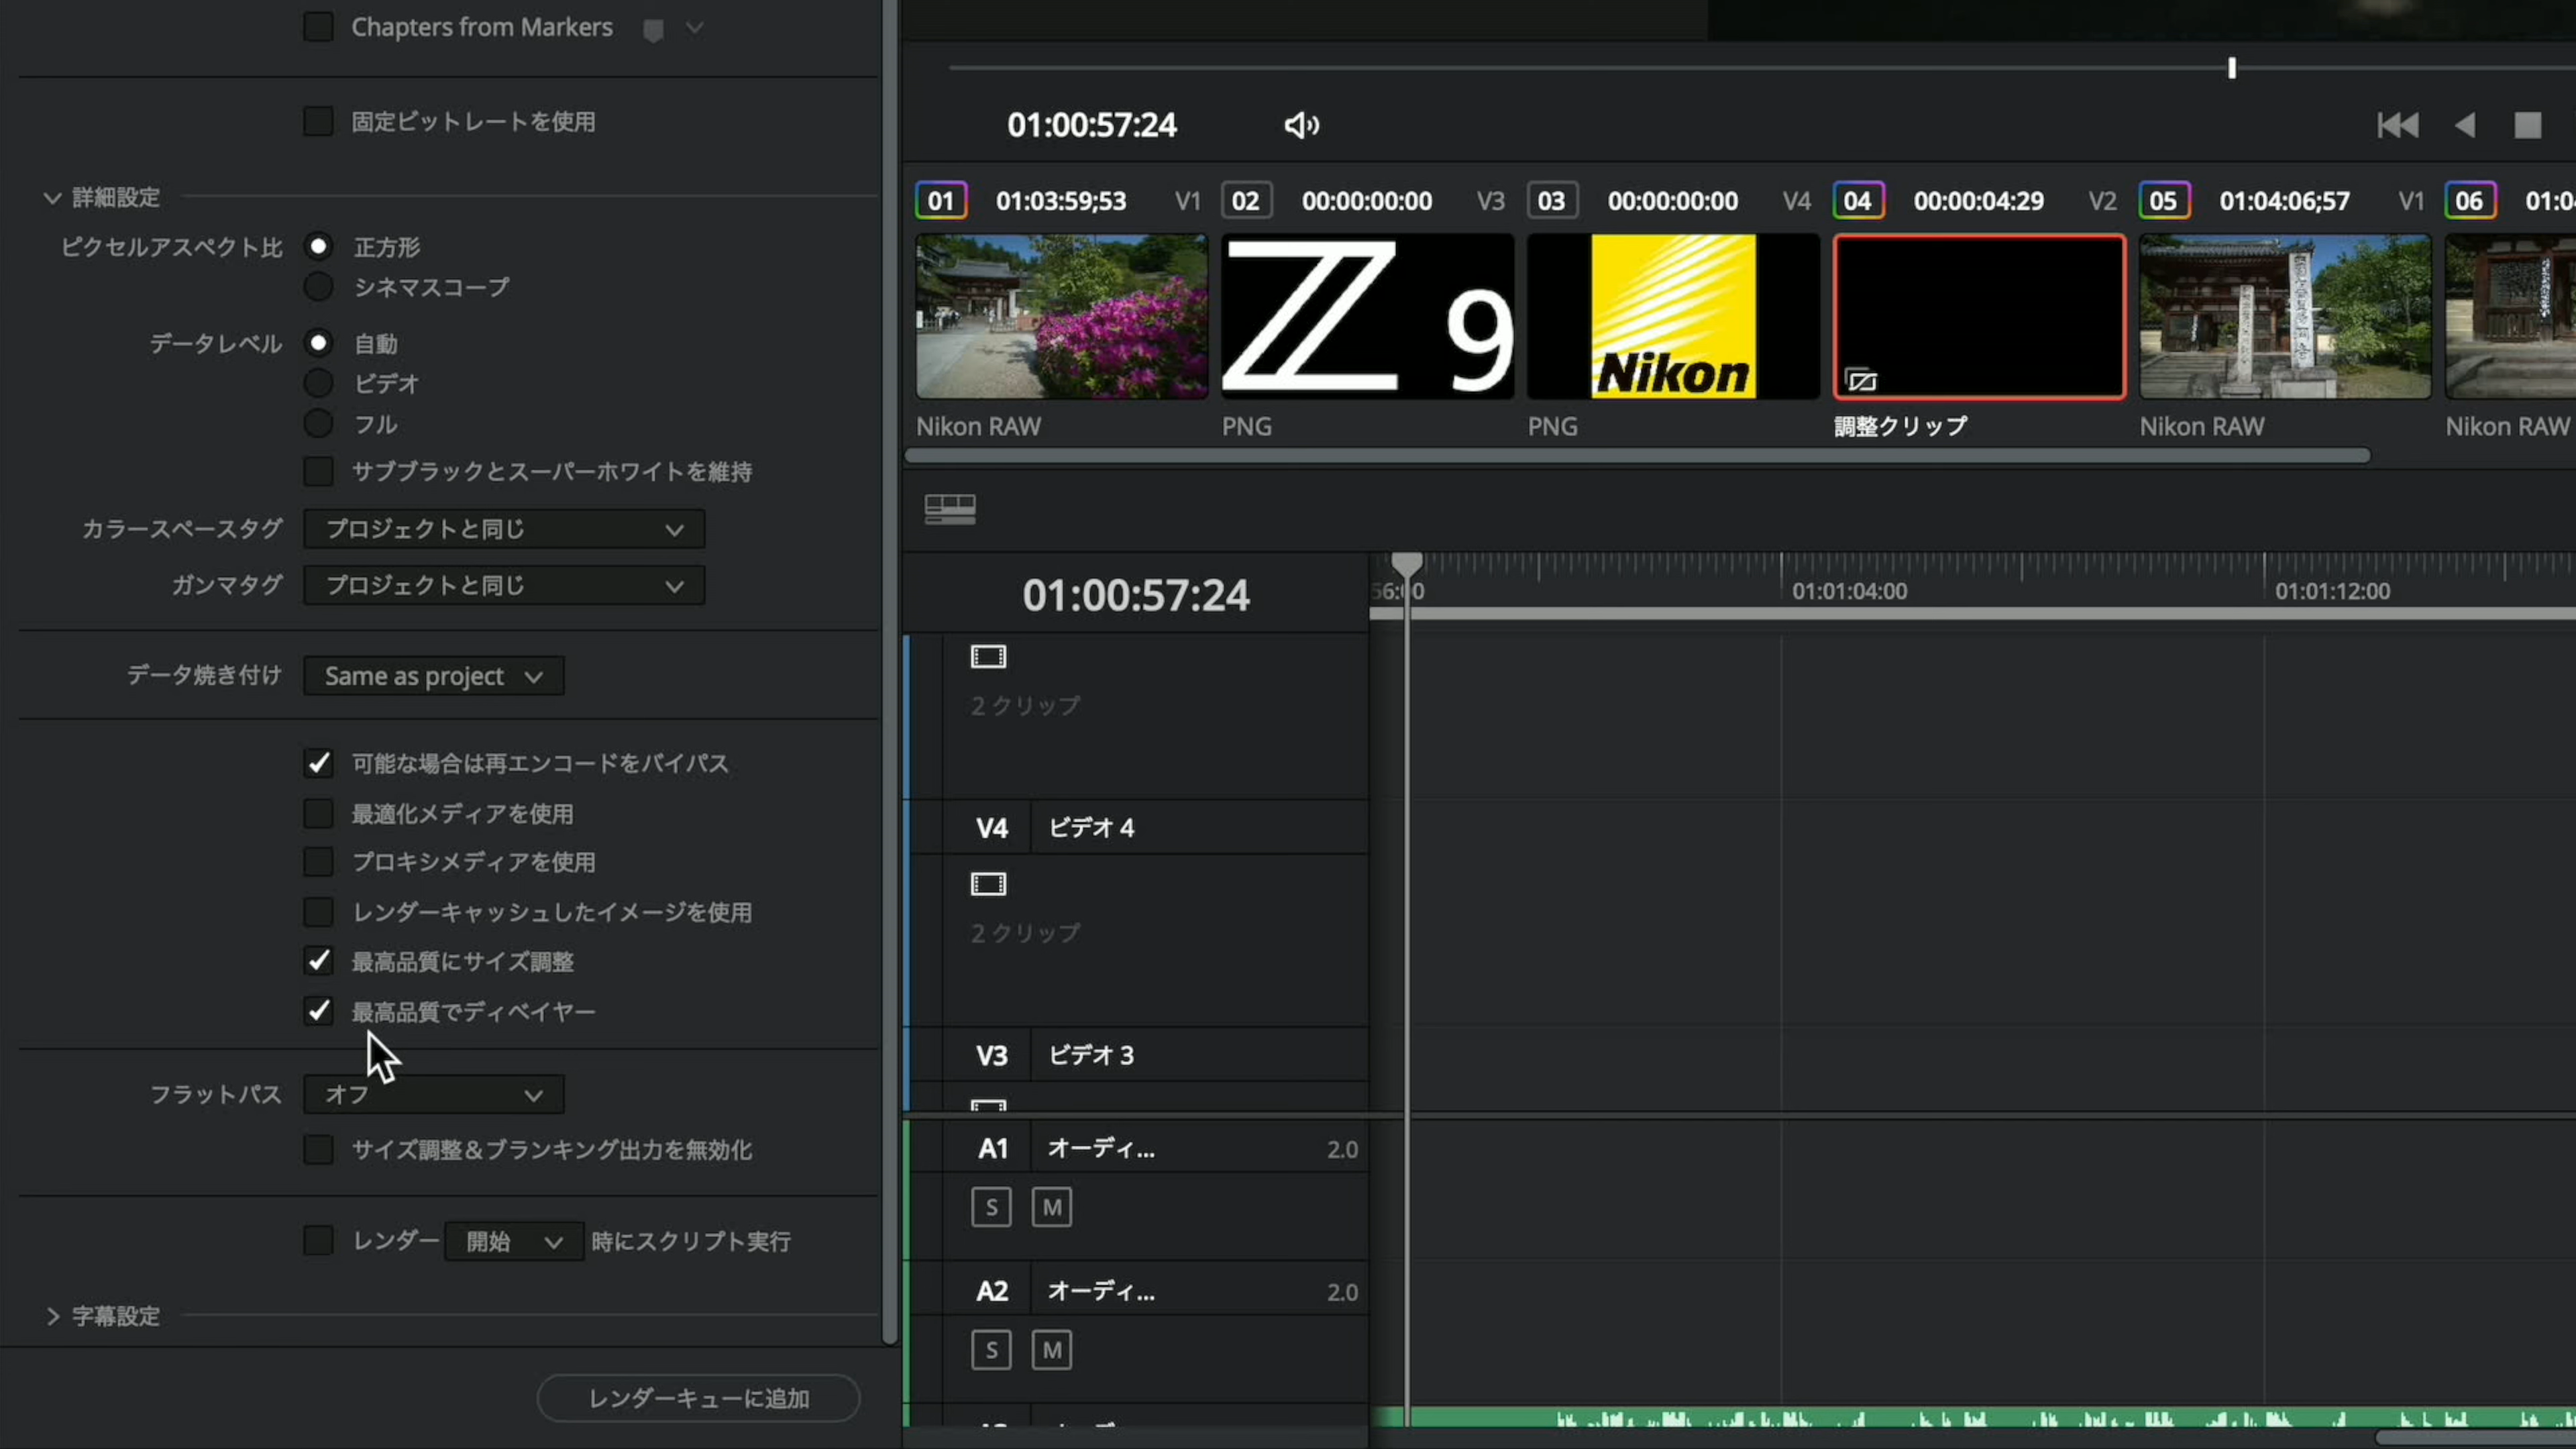 Chapters from Markers
固定ビットレートを使用
詳細設定
ピクセルアスペクト比 正方形
シネマスコープ
データレベル 自動
ビデオ
フル
サブブラックとスーパーホワイトを維持
カラースペースタグ プロジェクトと同じ
ガンマタグ プロジェクトと同じ
データ焼き付け Same as project
可能な場合は再エンコードをバイパス
最適化メディアを使用
プロキシメディアを使用
レンダーキャッシュしたイメージを使用
最高品質にサイズ調整
最高品質でディベイヤー
フラットパス オフ
サイズ調整&ブランキング出力を無効化
レンダー 開始 時にスクリプト実行
字幕設定
レンダーキューに追加
01:00:57:24
01 01:03:59;53 V1 02 00:00:00:00 V3 03 00:00:00:00 V4 04 00:00:04:29 V2 05 01:04:06;57 V1 06 01:0
Z 9
Nikon
Nikon RAW PNG PNG 調整クリップ Nikon RAW Nikon RAW
01:00:57:24
56:00 01:01:04:00 01:01:12:00
2 クリップ
V4 ビデオ 4
2 クリップ
V3 ビデオ 3
A1 オーディ... 2.0
S M
A2 オーディ... 2.0
S M